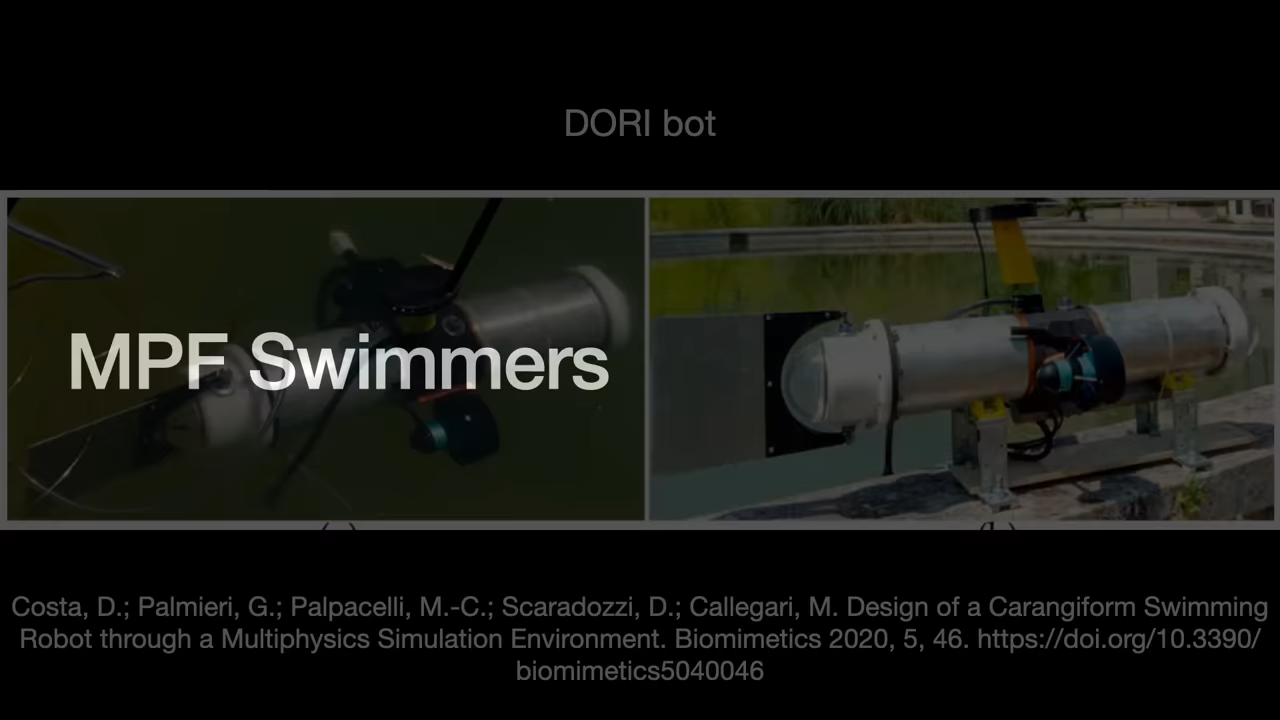 DORI bot
MPF Swimmers
Costa, D.; Palmieri, G.; Palpacelli, M.-C.; Scaradozzi, D.; Callegari, M. Design of a Carangiform Swimming
Robot through a Multiphysics Simulation Environment. Biomimetics 2020, 5, 46. https://doi.org/10.3390/
biomimetics5040046